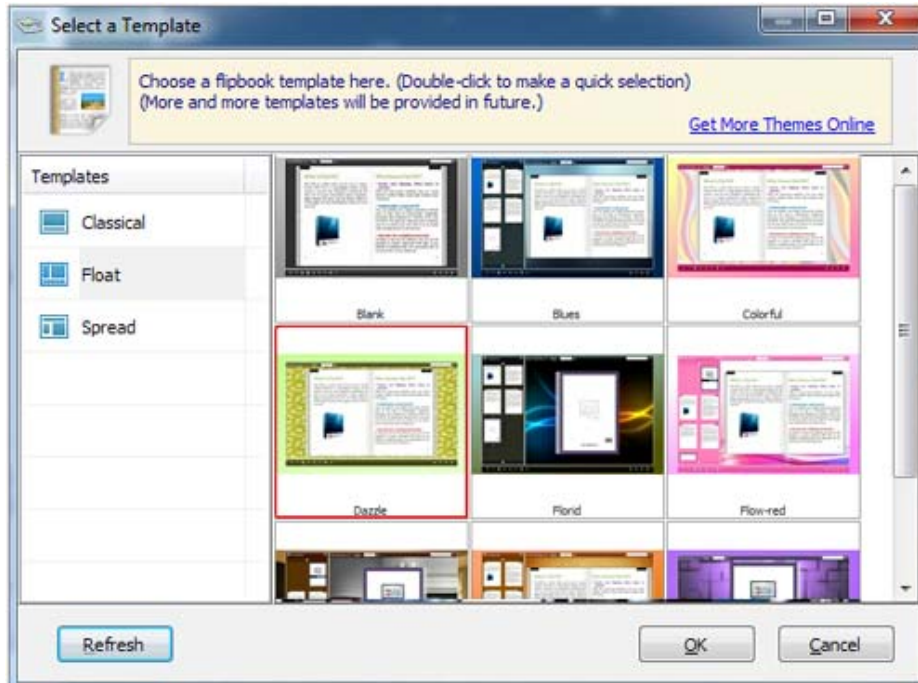 Select a Template
Choose a flipbook template here. (Double-click to make a quick selection)
(More and more templates will be provided in future.)
Get More Themes Online
Templates
Classical
Float
Spread
Blank
Blues
Colorful
Dazzle
Florid
Flow-red
Refresh
OK
Cancel